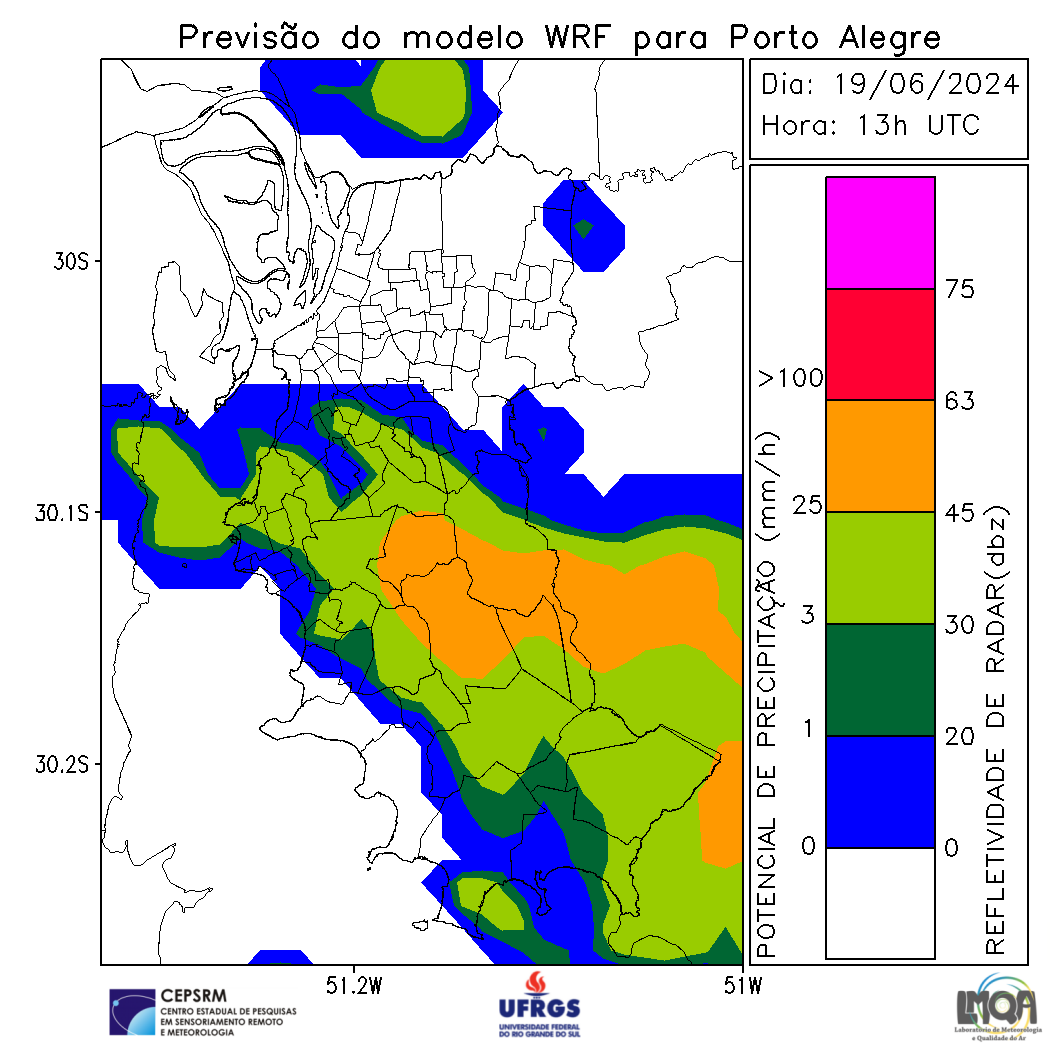 Previsão do modelo WRF para Porto Alegre
Dia: 19/06/2024
Hora: 13h UTC
30S
30.1S
30.2S
51.2W
51W
POTENCIAL DE PRECIPITAÇÃO (mm/h)
>100
25
3
1
0
75
63
45
30
20
0
REFLETIVIDADE DE RADAR(dbz)
CEPSRM
CENTRO ESTADUAL DE PESQUISAS
EM SENSORIAMENTO REMOTO
E METEOROLOGIA
UFRGS
UNIVERSIDADE FEDERAL
DO RIO GRANDE DO SUL
LMQA
Laboratório de Meteorologia
e Qualidade do Ar